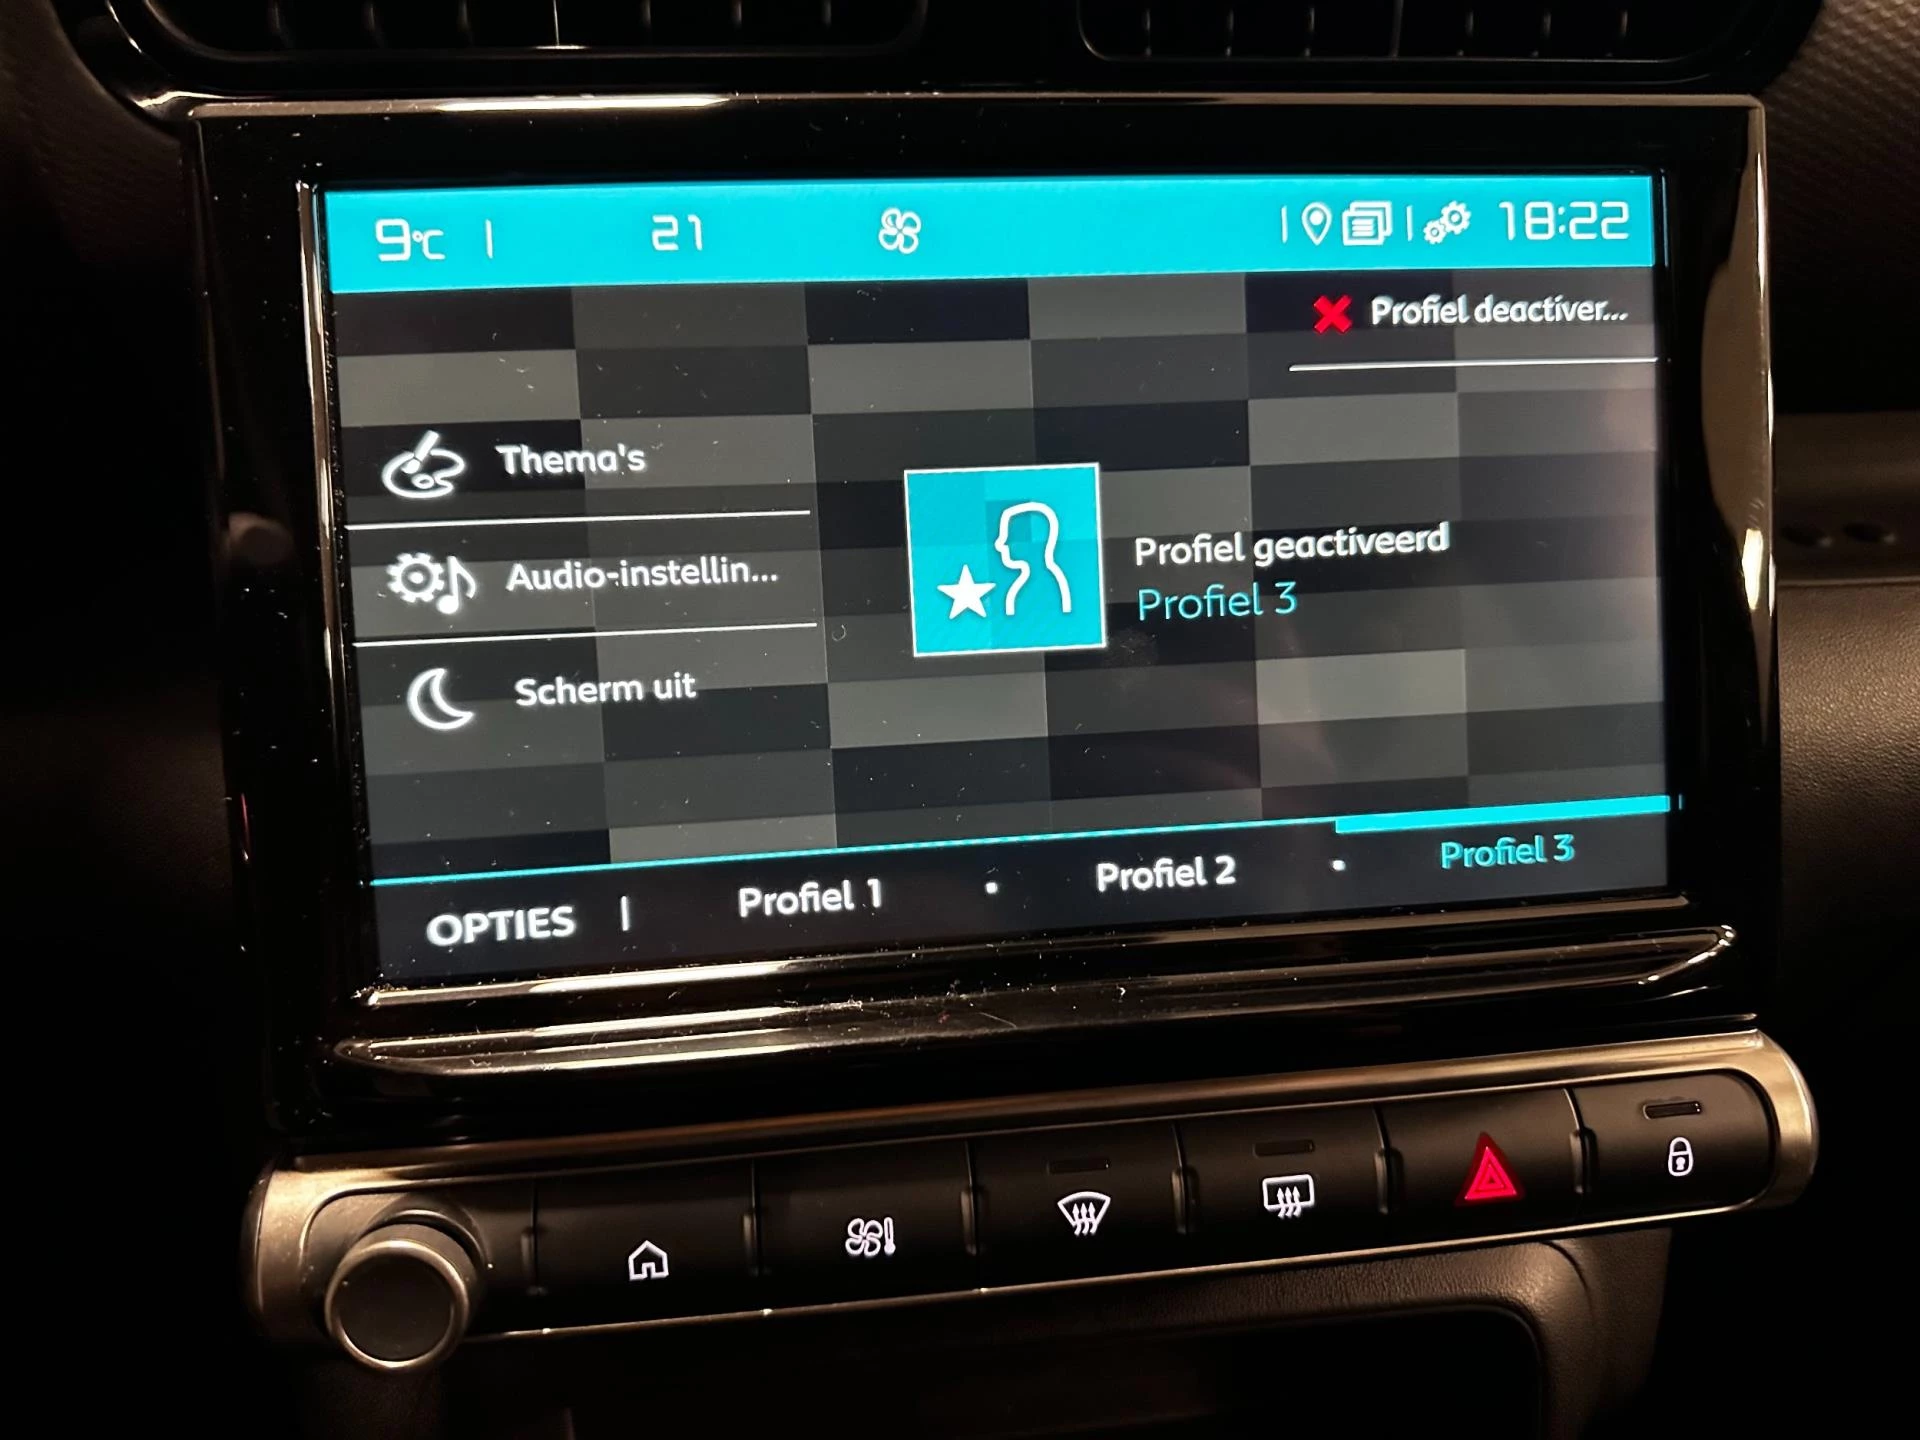 9°C | 21 | | 18:22
Profiel deactiver...
Thema's
Audio-instellin...
Scherm uit
Profiel geactiveerd
Profiel 3
OPTIES | Profiel 1 • Profiel 2 • Profiel 3